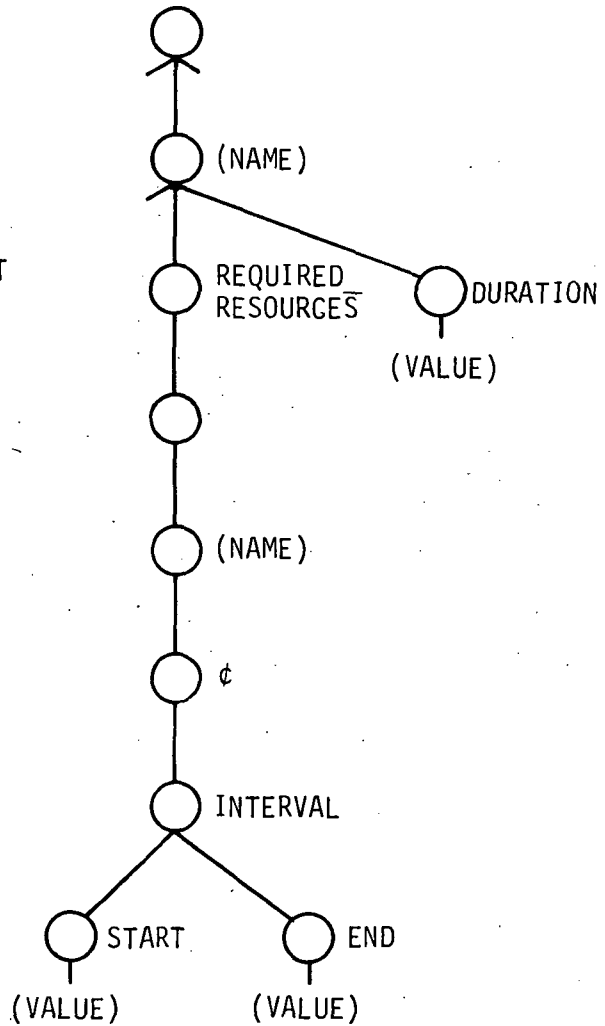 (NAME)
T
REQUIRED
RESOURCES
DURATION
(VALUE)
(NAME)
¢
INTERVAL
START
END
(VALUE)
(VALUE)